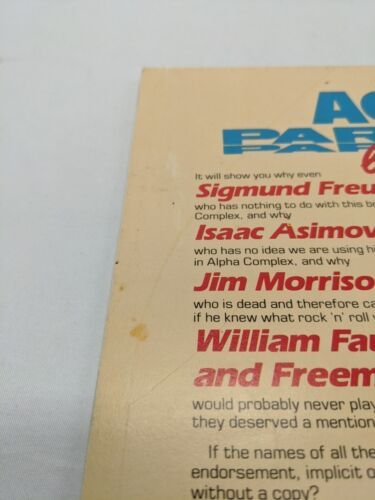 AC
PAR
It will show you why even
Sigmund Freu
who has nothing to do with this b
Complex, and why
Isaac Asimov
who has no idea we are using hi
in Alpha Complex, and why
Jim Morriso
who is dead and therefore ca
if he knew what rock 'n' roll
William Fau
and Freem
would probably never play
they deserved a mention
If the names of all the
endorsement, implicit o
without a copy?